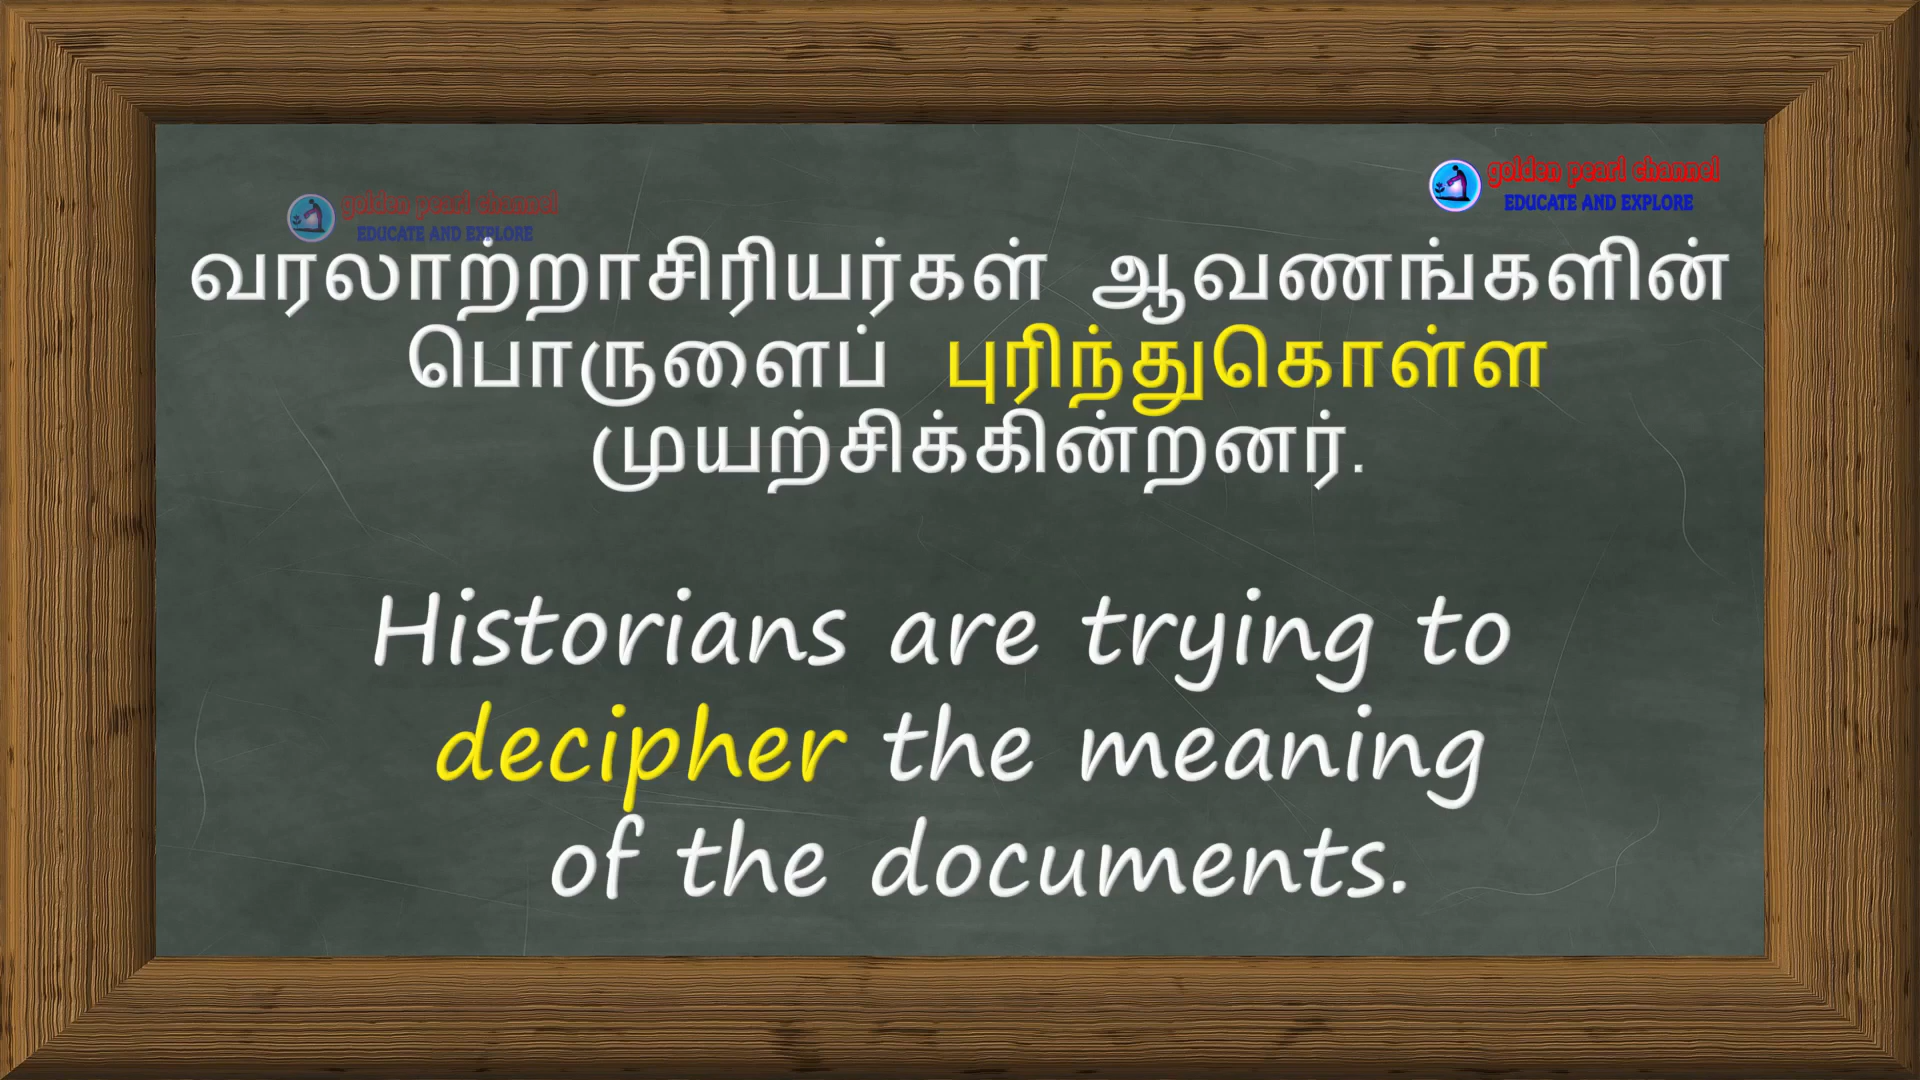 golden pearl channel
EDUCATE AND EXPLORE
golden pearl channel
EDUCATE AND EXPLORE
வரலாற்றாசிரியர்கள் ஆவணங்களின்
பொருளைப் புரிந்துகொள்ள
முயற்சிக்கின்றனர்.
Historians are trying to
decipher the meaning
of the documents.